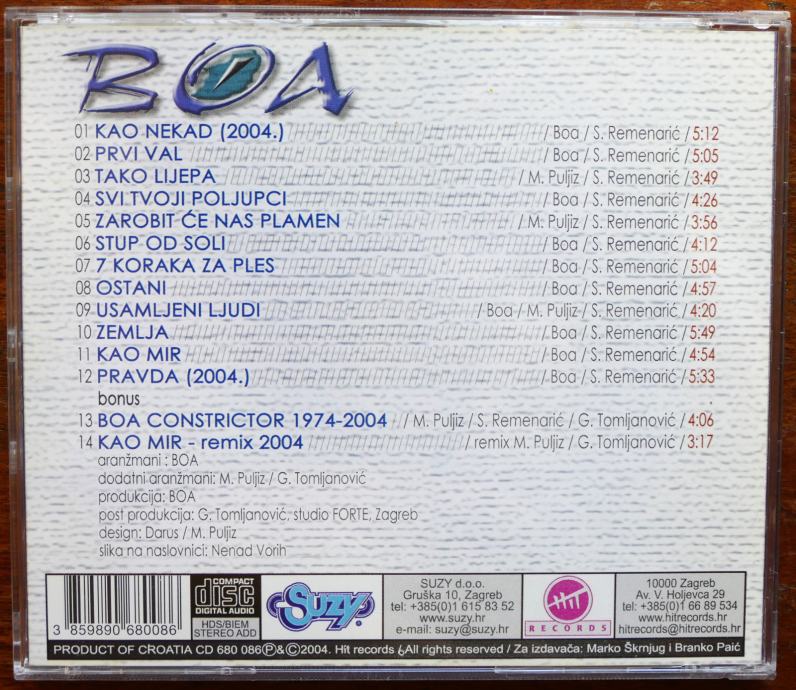 BOA
01 KAO NEKAD (2004.) / Boa / S. Remenarić / 5:12
02 PRVI VAL / Boa / S. Remenarić / 5:05
03 TAKO LIJEPA / M. Puljiz / S. Remenarić / 3:49
04 SVI TVOJI POLJUPCI / Boa / S. Remenarić / 4:26
05 ZAROBIT ĆE NAS PLAMEN / M. Puljiz / S. Remenarić / 3:56
06 STUP OD SOLI / Boa / S. Remenarić / 4:12
07 7 KORAKA ZA PLES / Boa / S. Remenarić / 5:04
08 OSTANI / Boa / S. Remenarić / 4:57
09 USAMLJENI LJUDI / Boa / M. Puljiz / S. Remenarić / 4:20
10 ZEMLJA / Boa / S. Remenarić / 5:49
11 KAO MIR / Boa / S. Remenarić / 4:54
12 PRAVDA (2004.) / Boa / S. Remenarić / 5:33
bonus
13 BOA CONSTRICTOR 1974-2004 / M. Puljiz / S. Remenarić / G. Tomljanović / 4:06
14 KAO MIR - remix 2004 / remix M. Puljiz / G. Tomljanović / 3:17
aranžmani : BOA
dodatni aranžmani: M. Puljiz / G. Tomljanović
produkcija: BOA
post produkcija: G. Tomljanović, studio FORTE, Zagreb
design: Darus / M. Puljiz
slika na naslovnici: Nenad Vorih
3 859890 680086
COMPACT
disc
DIGITAL AUDIO
HDS/BIEM
STEREO ADD
Suzy
SUZY d.o.o.
Gruška 10, Zagreb
tel: +385(0)1 615 83 52
www.suzy.hr
e-mail: suzy@suzy.hr
HIT
RECORDS
10000 Zagreb
Av. V. Holjevca 29
tel: +385(0)1 66 89 534
www.hitrecords.hr
hitrecords@hitrecords.hr
PRODUCT OF CROATIA CD 680 086 Ⓟ&©2004. Hit records All rights reserved / Za izdavača: Marko Škrnjug i Branko Paić